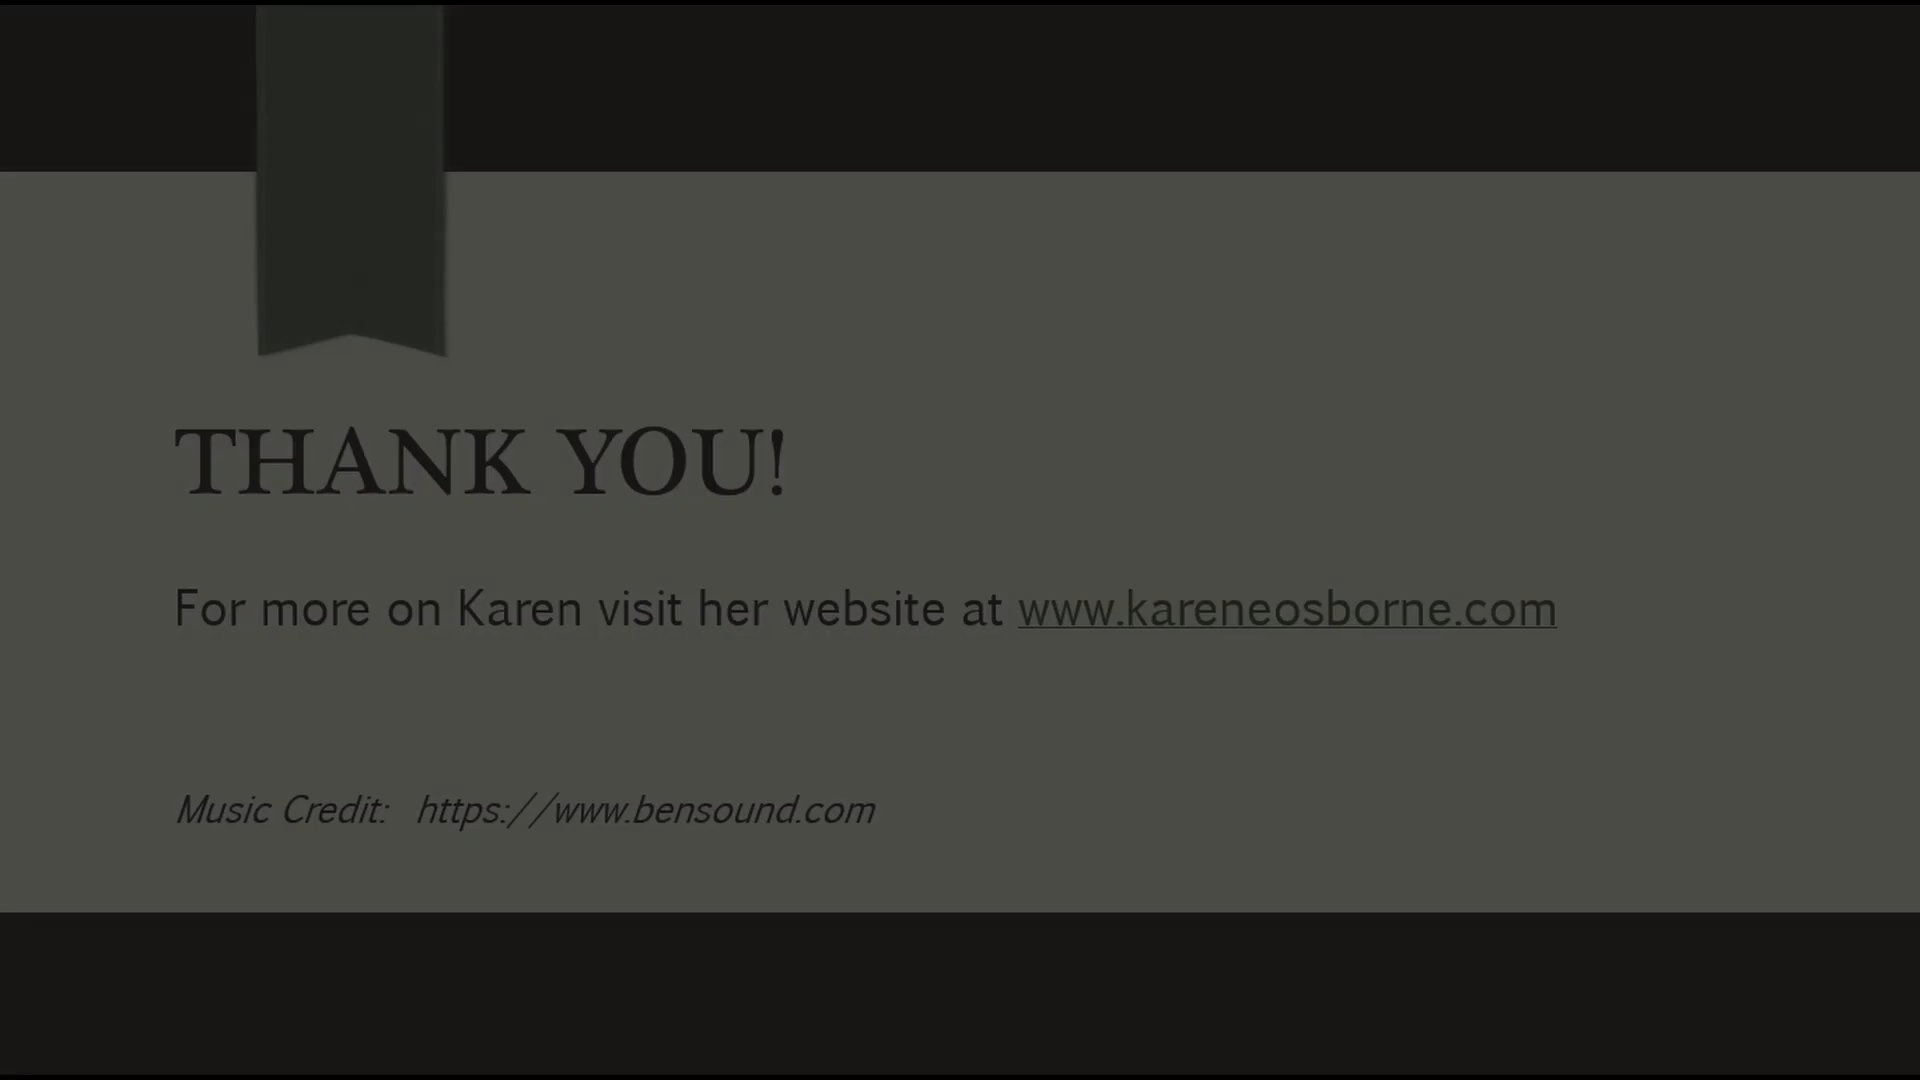 THANK YOU!
For more on Karen visit her website at www.kareneosborne.com
Music Credit: https://www.bensound.com